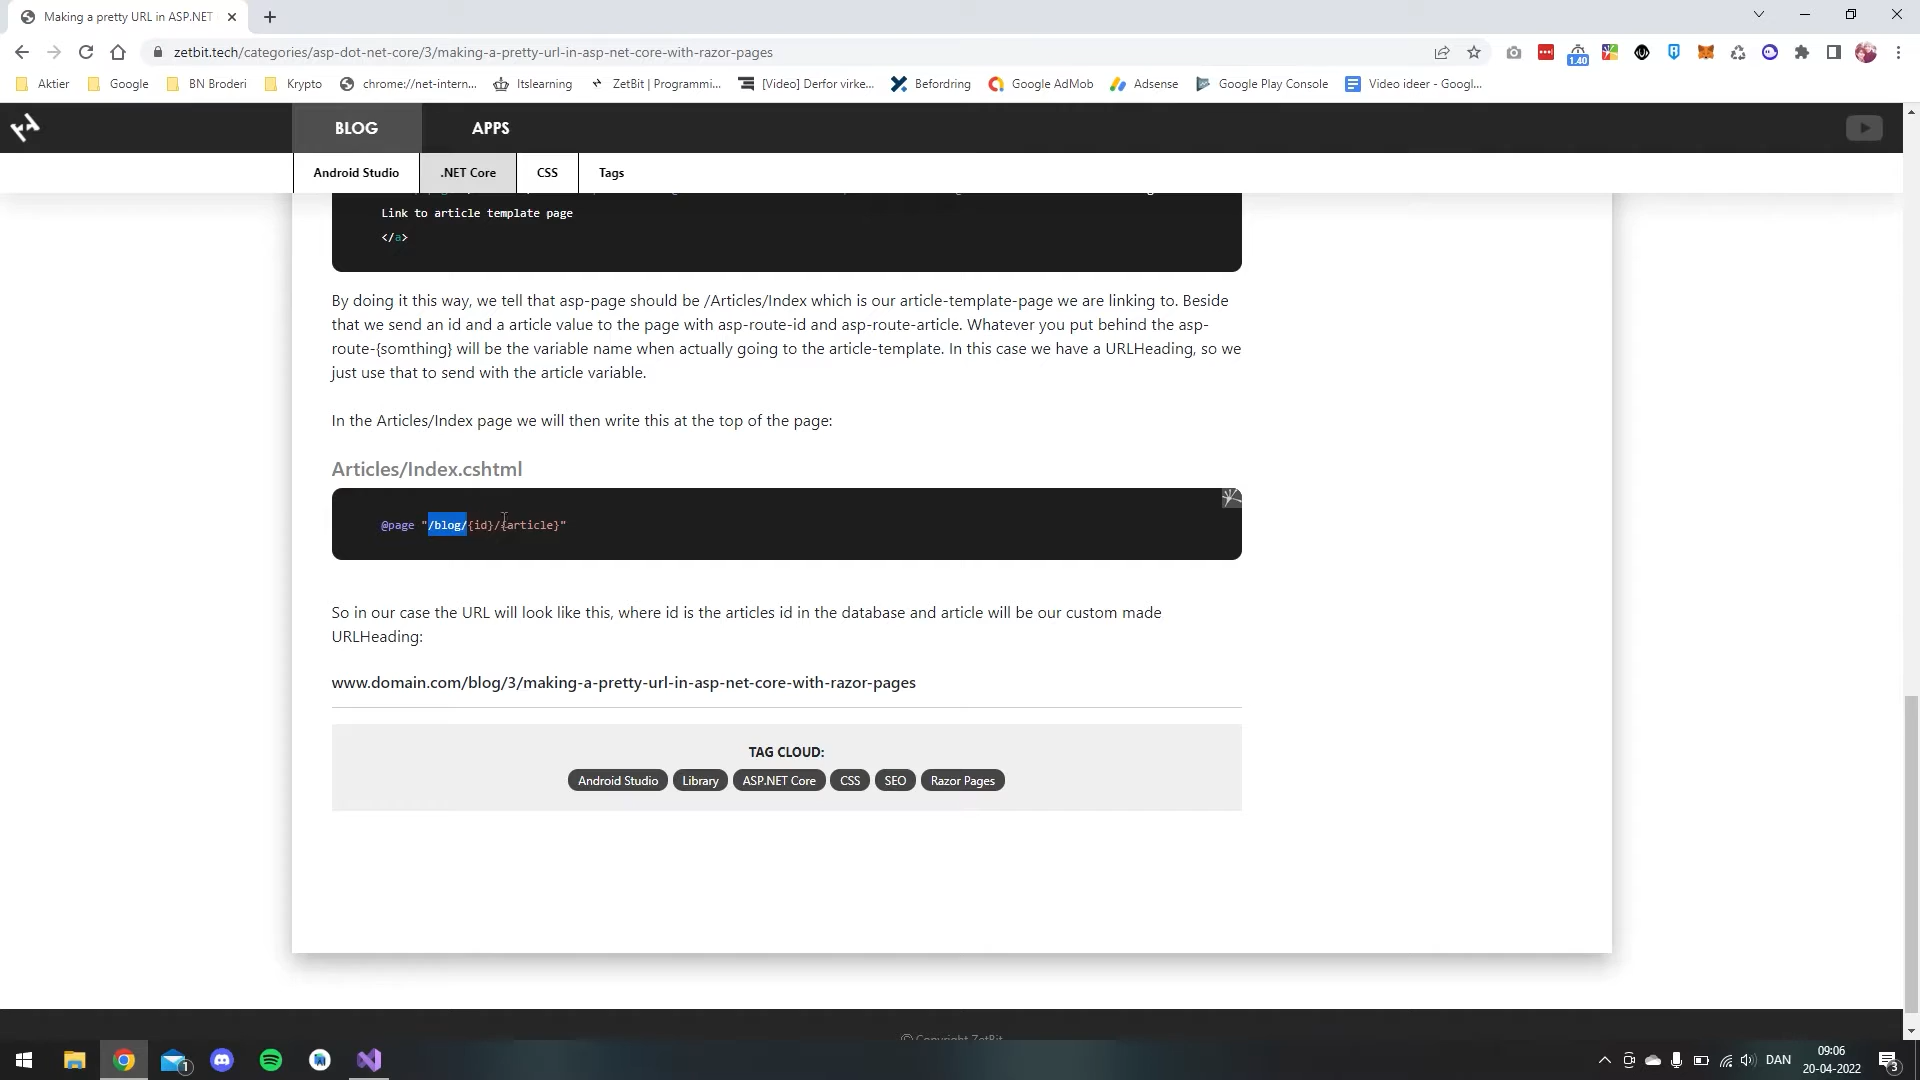 Making a pretty URL in ASP.NET
zetbit.tech/categories/asp-dot-net-core/3/making-a-pretty-url-in-asp-net-core-with-razor-pages
1.40
Aktier
Google
BN Broderi
Krypto
chrome://net-intern...
Itslearning
ZetBit | Programmi...
[Video] Derfor virke...
Befordring
Google AdMob
Adsense
Google Play Console
Video ideer - Googl...
BLOG
APPS
Android Studio
.NET Core
CSS
Tags
Link to article template page
</a>
By doing it this way, we tell that asp-page should be /Articles/Index which is our article-template-page we are linking to. Beside
that we send an id and a article value to the page with asp-route-id and asp-route-article. Whatever you put behind the asp-
route-{somthing} will be the variable name when actually going to the article-template. In this case we have a URLHeading, so we
just use that to send with the article variable.
In the Articles/Index page we will then write this at the top of the page:
Articles/Index.cshtml
@page "/blog/{id}/{article}"
So in our case the URL will look like this, where id is the articles id in the database and article will be our custom made
URLHeading:
www.domain.com/blog/3/making-a-pretty-url-in-asp-net-core-with-razor-pages
TAG CLOUD:
Android Studio
Library
ASP.NET Core
CSS
SEO
Razor Pages
© Copyright ZetBit
1
DAN
09:06
20-04-2022
3